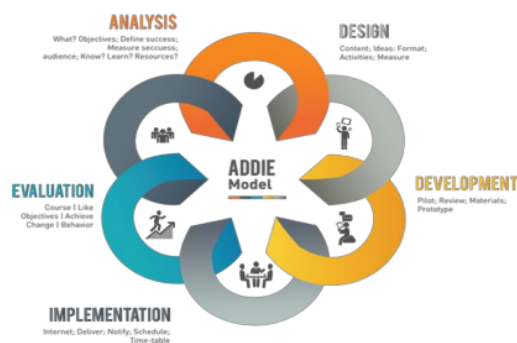 ANALYSIS
What? Objectives; Define success;
Measure seccuess;
audience; Know? Learn? Resources?
DESIGN
Content; Ideas: Format;
Activities; Measure
ADDIE
Model
EVALUATION
Course | Like
Objectives | Achieve
Change | Behavior
DEVELOPMENT
Pilot; Review; Materials;
Prototype
IMPLEMENTATION
Internet; Deliver; Notify; Schedule;
Time-table